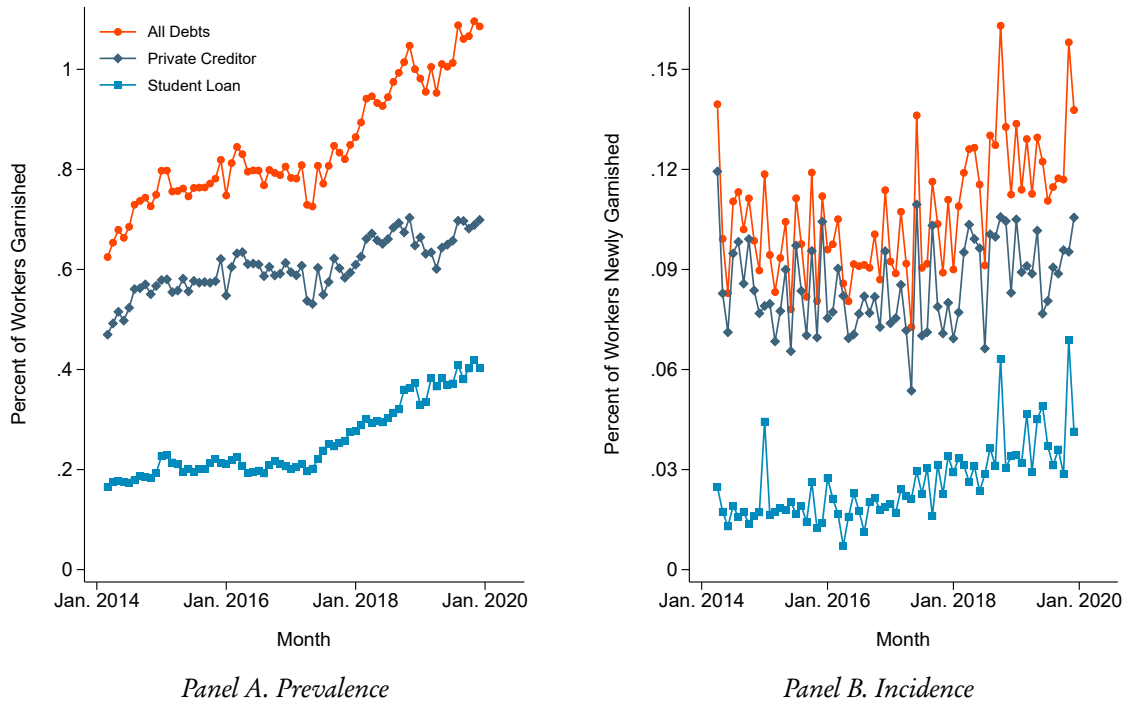 Percent of Workers Garnished
1
.8
.6
.4
.2
0
All Debts
Private Creditor
Student Loan
Jan. 2014 Jan. 2016 Jan. 2018 Jan. 2020
Month
Panel A. Prevalence
Percent of Workers Newly Garnished
.15
.12
.09
.06
.03
0
Jan. 2014 Jan. 2016 Jan. 2018 Jan. 2020
Month
Panel B. Incidence